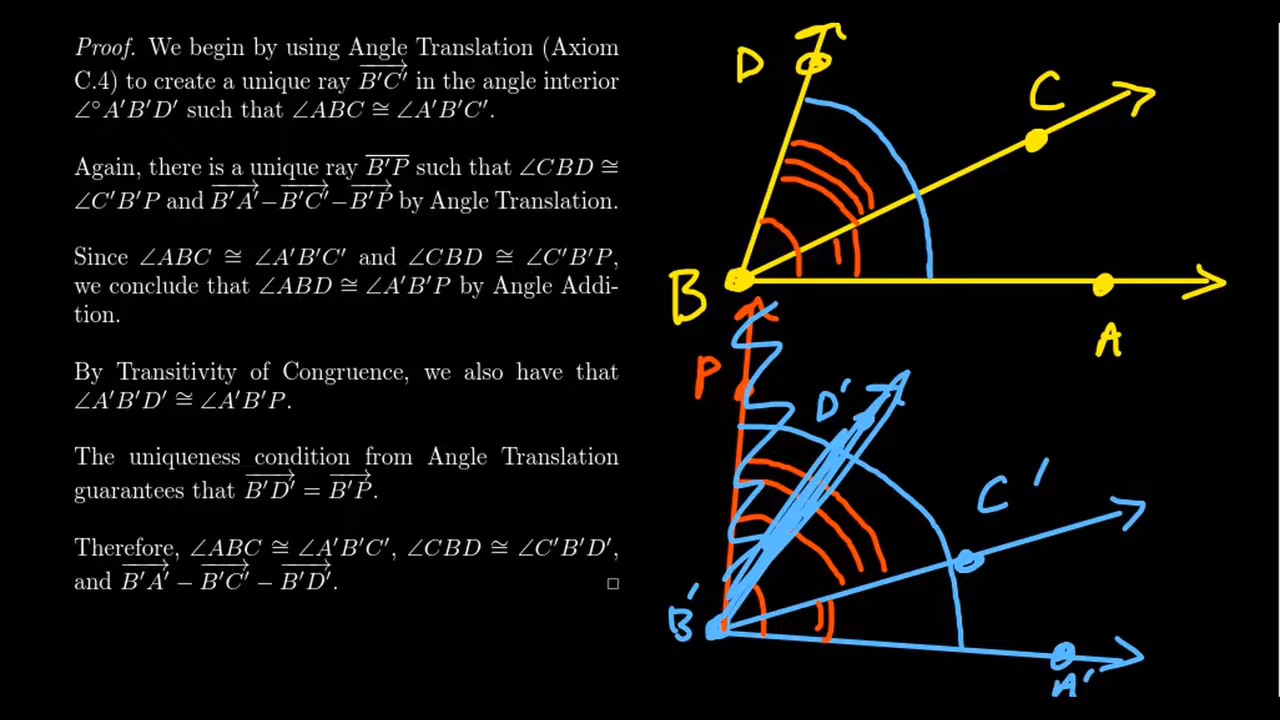 Proof. We begin by using Angle Translation (Axiom
C.4) to create a unique ray B′C′ in the angle interior
∠°A′B′D′ such that ∠ABC ≅ ∠A′B′C′.
Again, there is a unique ray B′P such that ∠CBD ≅
∠C′B′P and B′A′−B′C′−B′P by Angle Translation.
Since ∠ABC ≅ ∠A′B′C′ and ∠CBD ≅ ∠C′B′P,
we conclude that ∠ABD ≅ ∠A′B′P by Angle Addi-
tion.
By Transitivity of Congruence, we also have that
∠A′B′D′ ≅ ∠A′B′P.
The uniqueness condition from Angle Translation
guarantees that B′D′ = B′P.
Therefore, ∠ABC ≅ ∠A′B′C′, ∠CBD ≅ ∠C′B′D′,
and B′A′ − B′C′ − B′D′. □
D
C
B
A
P
D'
C'
B'
A'